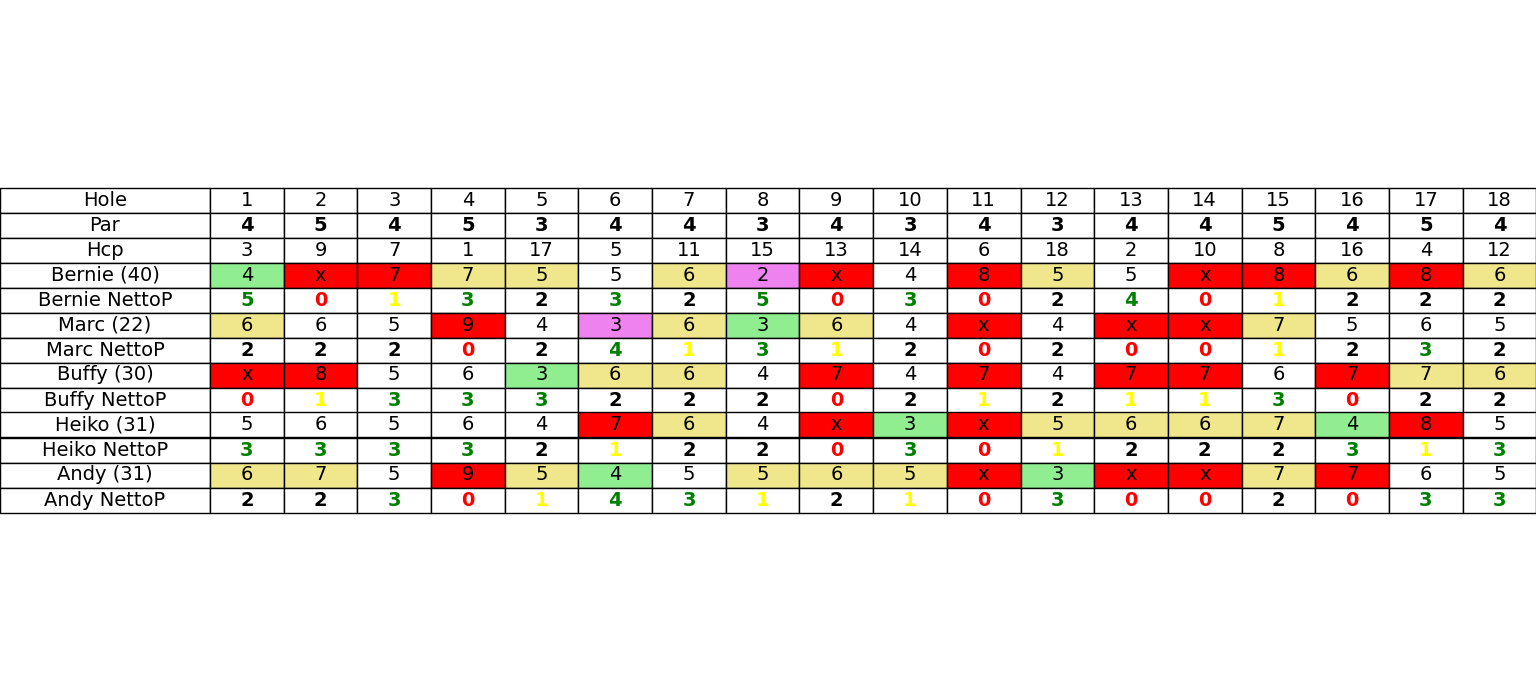 Hole 1 2 3 4 5 6 7 8 9 10 11 12 13 14 15 16 17 18
Par 4 5 4 5 3 4 4 3 4 3 4 3 4 4 5 4 5 4
Hcp 3 9 7 1 17 5 11 15 13 14 6 18 2 10 8 16 4 12
Bernie (40) 4 x 7 7 5 5 6 2 x 4 8 5 5 x 8 6 8 6
Bernie NettoP 5 0 1 3 2 3 2 5 0 3 0 2 4 0 1 2 2 2
Marc (22) 6 6 5 9 4 3 6 3 6 4 x 4 x x 7 5 6 5
Marc NettoP 2 2 2 0 2 4 1 3 1 2 0 2 0 0 1 2 3 2
Buffy (30) x 8 5 6 3 6 6 4 7 4 7 4 7 7 6 7 7 6
Buffy NettoP 0 1 3 3 3 2 2 2 0 2 1 2 1 1 3 0 2 2
Heiko (31) 5 6 5 6 4 7 6 4 x 3 x 5 6 6 7 4 8 5
Heiko NettoP 3 3 3 3 2 1 2 2 0 3 0 1 2 2 2 3 1 3
Andy (31) 6 7 5 9 5 4 5 5 6 5 x 3 x x 7 7 6 5
Andy NettoP 2 2 3 0 1 4 3 1 2 1 0 3 0 0 2 0 3 3